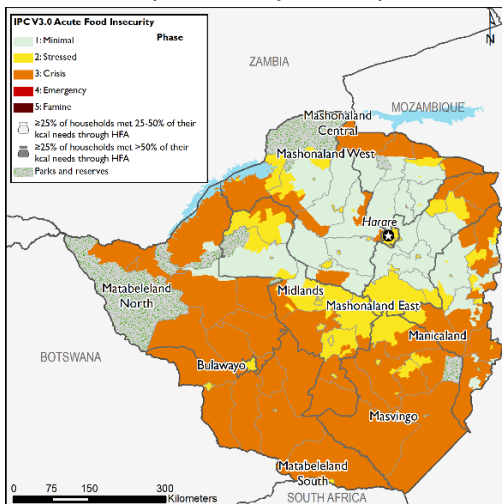 IPC V3.0 Acute Food Insecurity
Phase
1: Minimal
2: Stressed
3: Crisis
4: Emergency
5: Famine
≥25% of households met 25-50% of their
kcal needs through HFA
≥25% of households met >50% of their
kcal needs through HFA
Parks and reserves
N
ZAMBIA
MOZAMBIQUE
Mashonaland
Central
Mashonaland West
Harare
Matabeleland
North
Midlands
Mashonaland East
Manicaland
BOTSWANA
Bulawayo
Masvingo
Matabeleland
South
SOUTH AFRICA
0 75 150 300
Kilometers